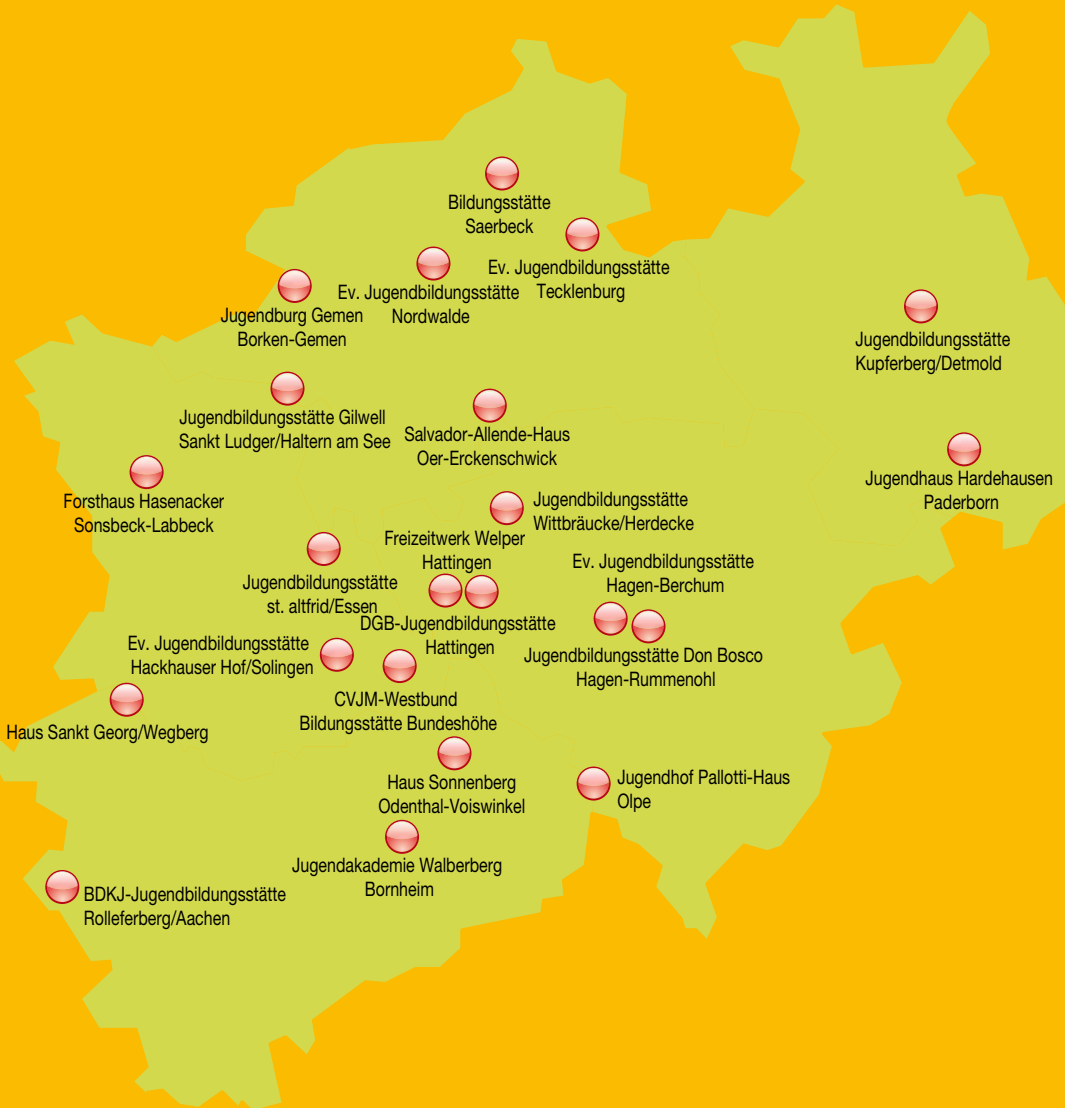 Bildungsstätte
Saerbeck
Ev. Jugendbildungsstätte
Tecklenburg
Ev. Jugendbildungsstätte
Nordwalde
Jugendburg Gemen
Borken-Gemen
Jugendbildungsstätte
Kupferberg/Detmold
Jugendbildungsstätte Gilwell
Sankt Ludger/Haltern am See
Salvador-Allende-Haus
Oer-Erckenschwick
Jugendhaus Hardehausen
Paderborn
Forsthaus Hasenacker
Sonsbeck-Labbeck
Jugendbildungsstätte
Wittbräucke/Herdecke
Freizeitwerk Welper
Hattingen
Ev. Jugendbildungsstätte
Hagen-Berchum
Jugendbildungsstätte
st. altfrid/Essen
DGB-Jugendbildungsstätte
Hattingen
Ev. Jugendbildungsstätte
Hackhauser Hof/Solingen
Jugendbildungsstätte Don Bosco
Hagen-Rummenohl
CVJM-Westbund
Bildungsstätte Bundeshöhe
Haus Sankt Georg/Wegberg
Haus Sonnenberg
Odenthal-Voiswinkel
Jugendhof Pallotti-Haus
Olpe
Jugendakademie Walberberg
Bornheim
BDKJ-Jugendbildungsstätte
Rolleferberg/Aachen